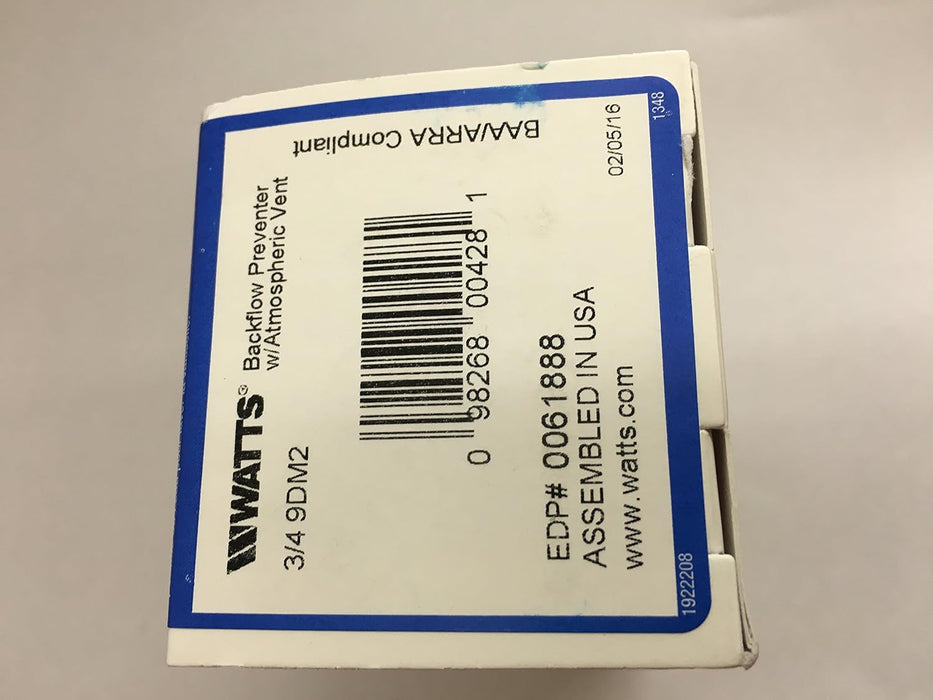 WATTS® Backflow Preventer
w/Atmospheric Vent
3/4 9DM2
BAA/ARRA Compliant
0 98268 00428 1
EDP# 0061888
ASSEMBLED IN USA
www.watts.com
02/05/16
1922208
1348